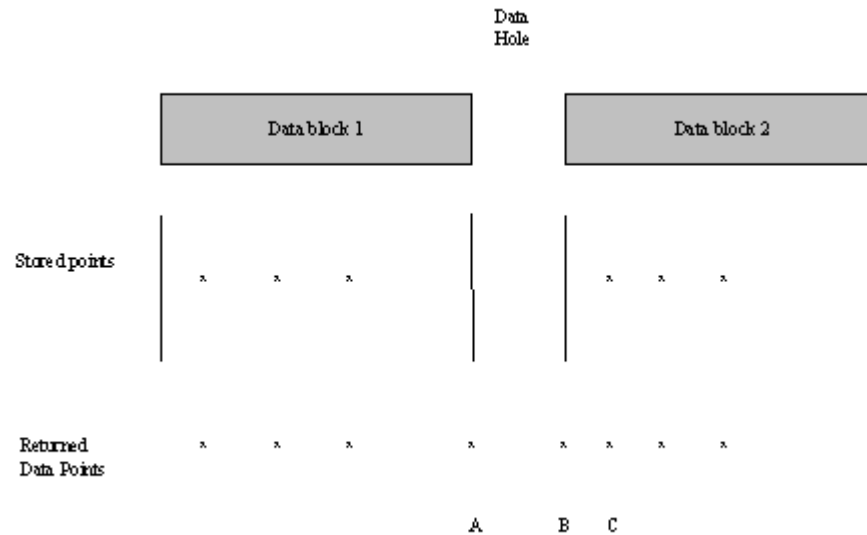 Data
Hole
Data block 1
Data block 2
Stored points
x x x x x x
Returned
Data Points
x x x x x x x x
A B C